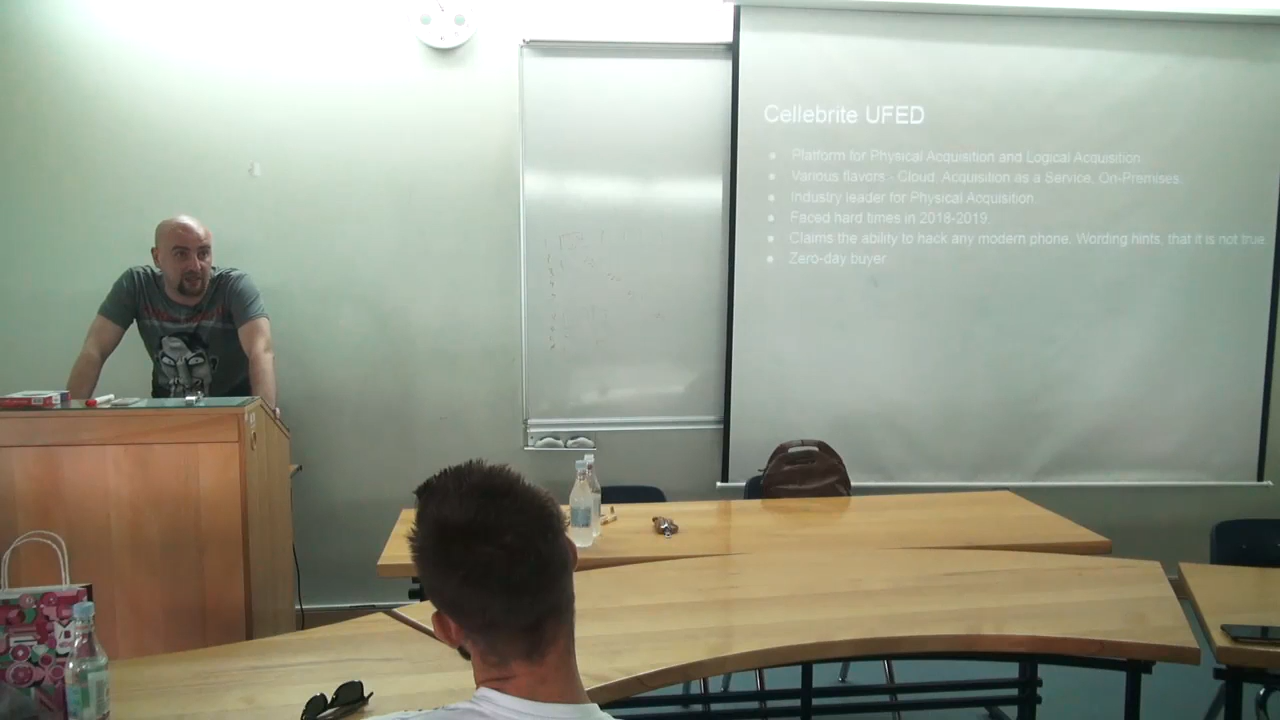 Cellebrite UFED
● Platform for Physical Acquisition and Logical Acquisition
● Various flavors - Cloud, Acquisition as a Service, On-Premises.
● Industry leader for Physical Acquisition.
● Faced hard times in 2018-2019.
● Claims the ability to hack any modern phone. Wording hints, that it is not true
● Zero-day buyer